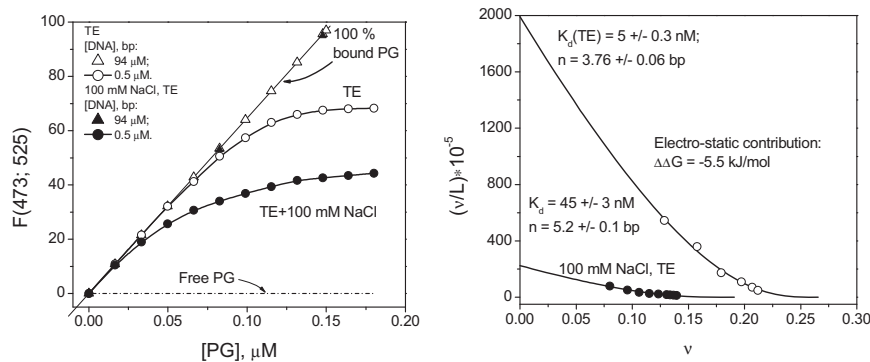 100
80
60
40
20
0
F(473; 525)
TE
[DNA], bp:
94 μM;
0.5 μM.
100 mM NaCl, TE
[DNA], bp:
94 μM;
0.5 μM.
100 %
bound PG
TE
TE+100 mM NaCl
Free PG
0.00 0.05 0.10 0.15 0.20
[PG], μM
2000
1600
1200
800
400
0
(ν/L)*10^-5
K_d(TE) = 5 +/- 0.3 nM;
n = 3.76 +/- 0.06 bp
Electro-static contribution:
ΔΔG = -5.5 kJ/mol
K_d = 45 +/- 3 nM
n = 5.2 +/- 0.1 bp
100 mM NaCl, TE
0.00 0.05 0.10 0.15 0.20 0.25 0.30
ν